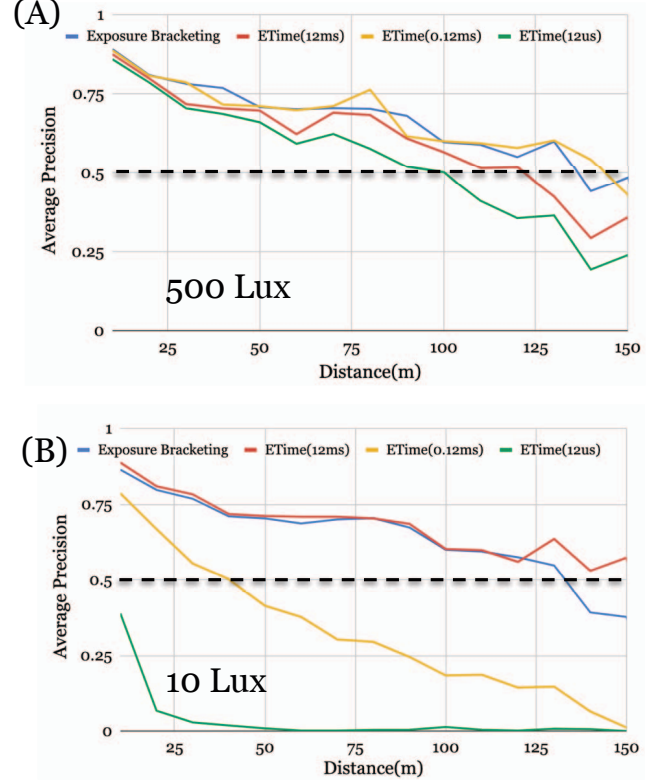 (A)
1
Exposure Bracketing ETime(12ms) ETime(0.12ms) ETime(12us)
0.75
0.5
0.25
0
Average Precision
500 Lux
25 50 75 100 125 150
Distance(m)
(B)
1
Exposure Bracketing ETime(12ms) ETime(0.12ms) ETime(12us)
0.75
0.5
0.25
0
Average Precision
10 Lux
25 50 75 100 125 150
Distance(m)